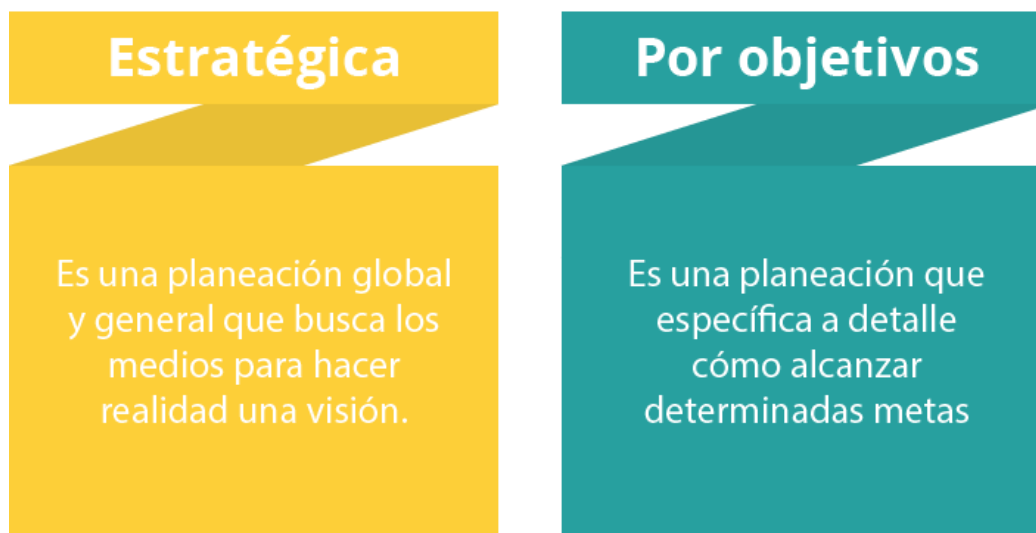 Estratégica
Es una planeación global
y general que busca los
medios para hacer
realidad una visión.
Por objetivos
Es una planeación que
específica a detalle
cómo alcanzar
determinadas metas